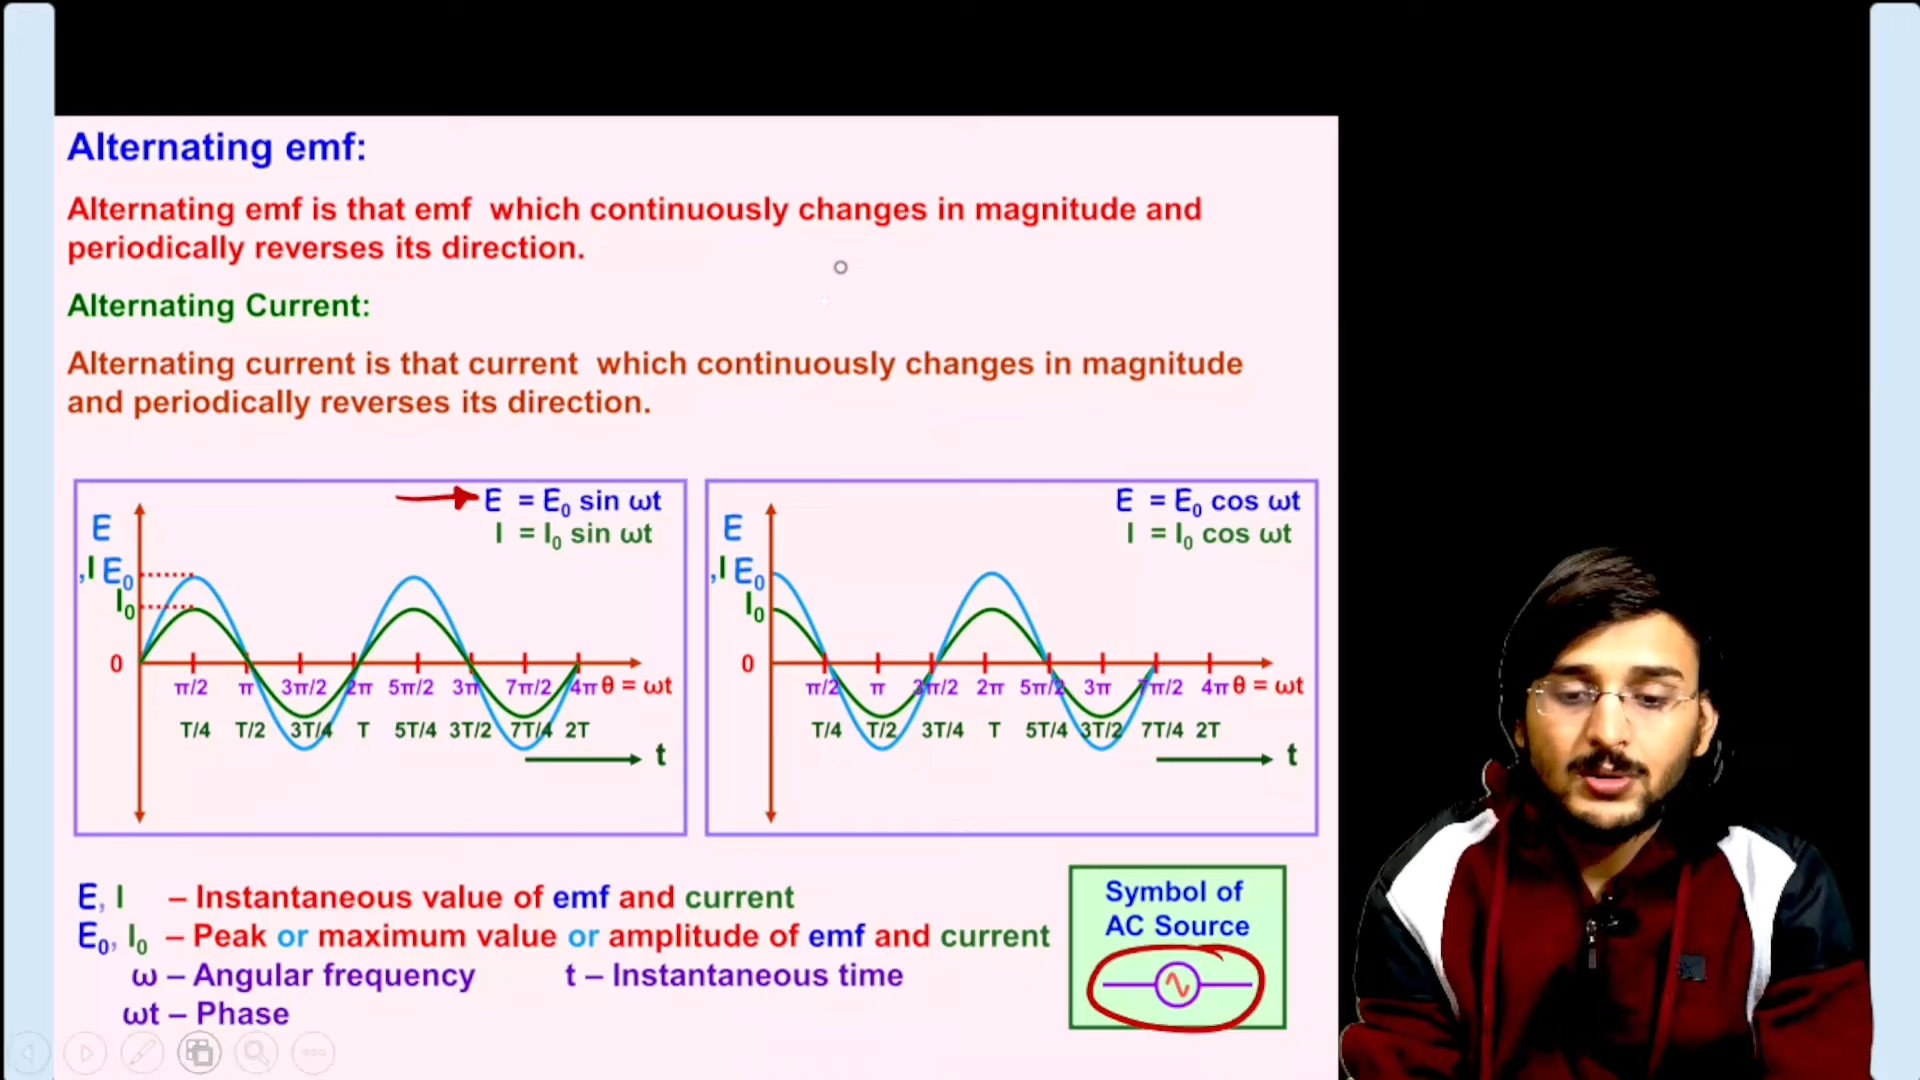 Alternating emf:
Alternating emf is that emf which continuously changes in magnitude and
periodically reverses its direction.
Alternating Current:
Alternating current is that current which continuously changes in magnitude
and periodically reverses its direction.
E = E₀ sin ωt
I = I₀ sin ωt
E
,I E₀
I₀
0
π/2 π 3π/2 2π 5π/2 3π 7π/2 4π θ = ωt
T/4 T/2 3T/4 T 5T/4 3T/2 7T/4 2T
t
E = E₀ cos ωt
I = I₀ cos ωt
E
,I E₀
I₀
0
π/2 π 3π/2 2π 5π/2 3π 7π/2 4π θ = ωt
T/4 T/2 3T/4 T 5T/4 3T/2 7T/4 2T
t
E, I – Instantaneous value of emf and current
E₀, I₀ – Peak or maximum value or amplitude of emf and current
ω – Angular frequency t – Instantaneous time
ωt – Phase
Symbol of
AC Source